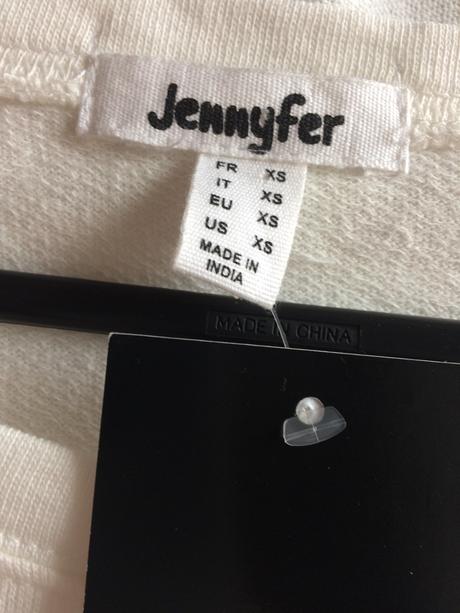 Jennyfer
FR XS
IT XS
EU XS
US XS
MADE IN
INDIA
MADE IN CHINA